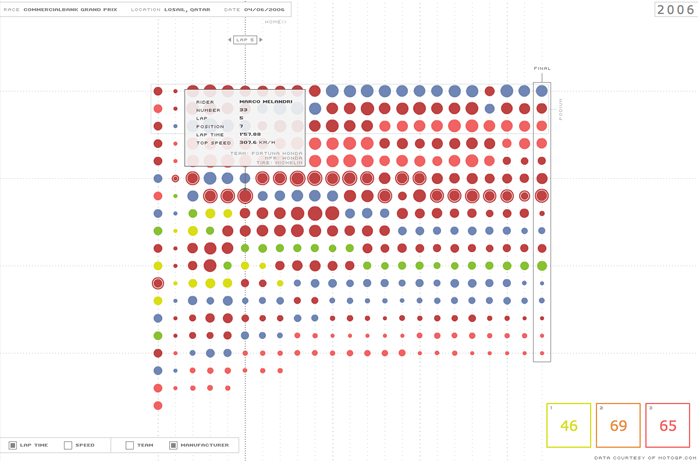 RACE COMMERCIALBANK GRAND PRIX LOCATION LOSAIL, QATAR DATE 04/06/2006
2006
HOME
LAP 5
FINAL
PODIUM
RIDER MARCO MELANDRI
NUMBER 33
LAP 5
POSITION 7
LAP TIME 1'57.88
TOP SPEED 307.6 KM/H
TEAM: FORTUNA HONDA
MFR: HONDA
TIRE: MICHELIN
1 2 3
46 69 65
LAP TIME SPEED TEAM MANUFACTURER
DATA COURTESY OF MOTOGP.COM